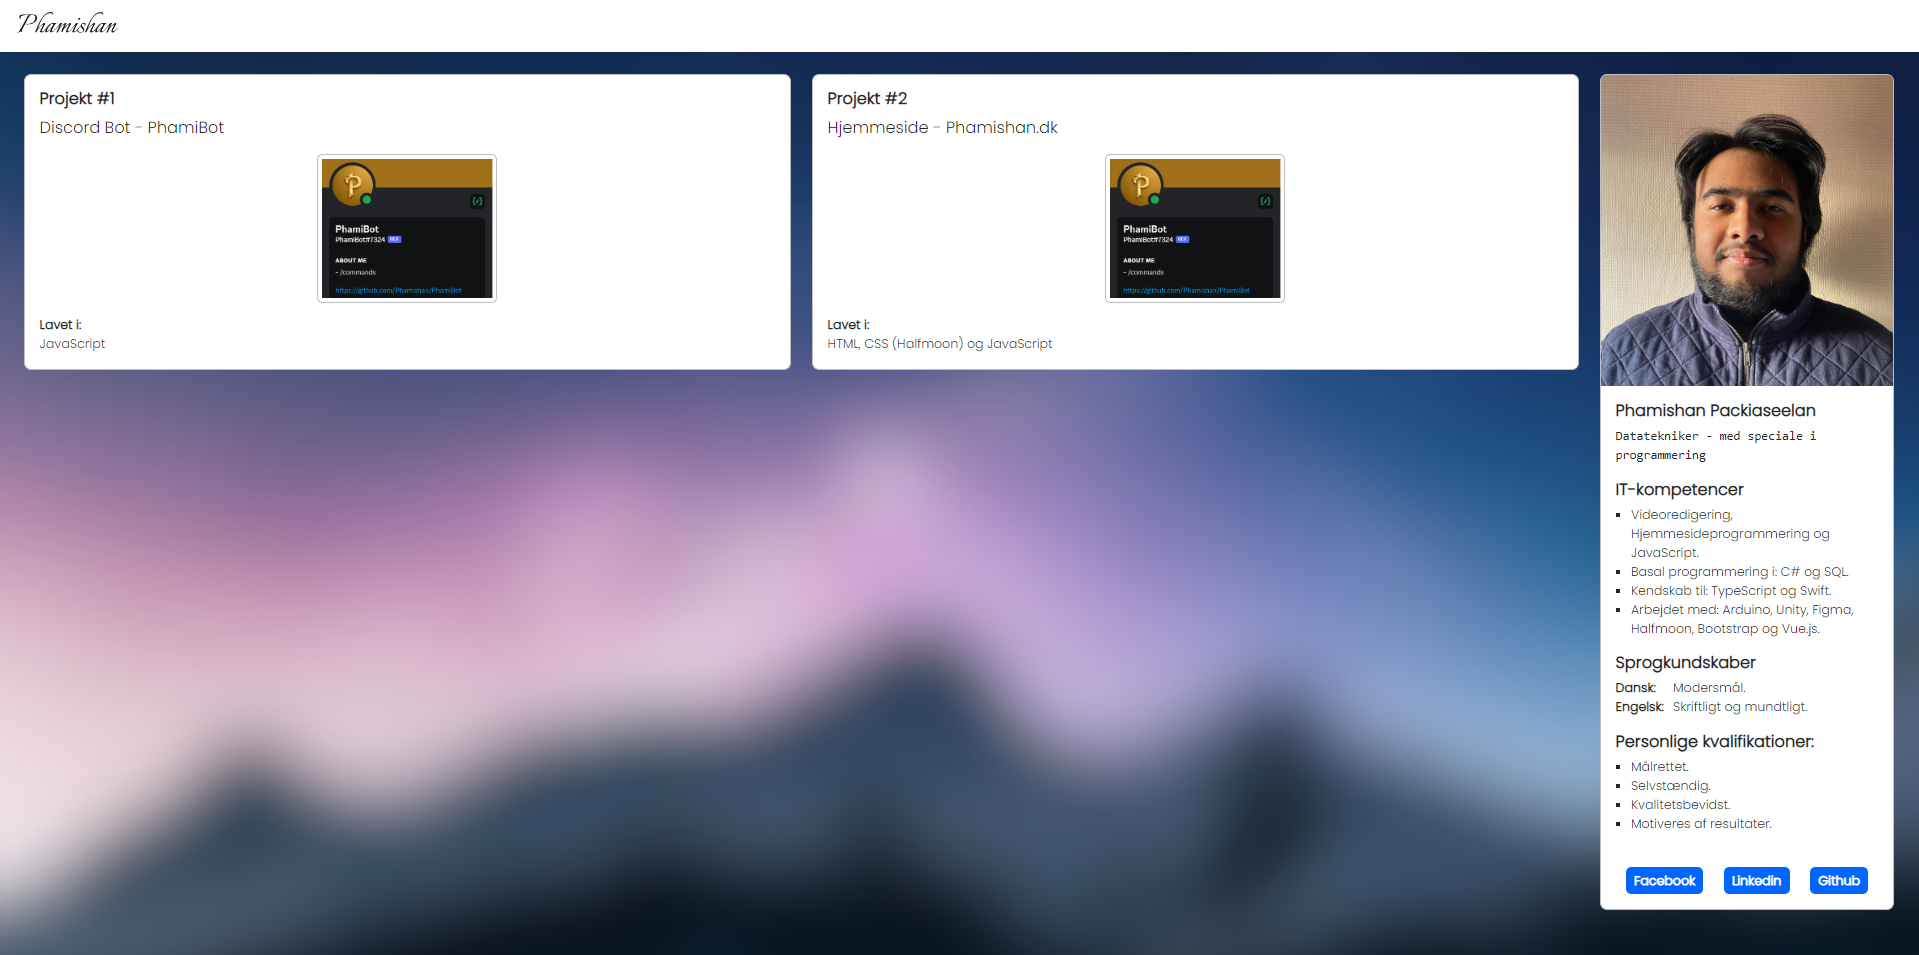 Phamishan
Projekt #1
Discord Bot - PhamiBot
PhamiBot
PhamiBot#7324
ABOUT ME
- /commands
https://github.com/Phamishan/PhamiBot
Lavet i:
JavaScript
Projekt #2
Hjemmeside - Phamishan.dk
PhamiBot
PhamiBot#7324
ABOUT ME
- /commands
https://github.com/Phamishan/PhamiBot
Lavet i:
HTML, CSS (Halfmoon) og JavaScript
Phamishan Packiaseelan
Datatekniker - med speciale i
programmering
IT-kompetencer
Videoredigering,
Hjemmesideprogrammering og
JavaScript.
Basal programmering i: C# og SQL.
Kendskab til: TypeScript og Swift.
Arbejdet med: Arduino, Unity, Figma,
Halfmoon, Bootstrap og Vue.js.
Sprogkundskaber
Dansk: Modersmål.
Engelsk: Skriftligt og mundtligt.
Personlige kvalifikationer:
Målrettet.
Selvstændig.
Kvalitetsbevidst.
Motiveres af resultater.
Facebook Linkedin Github